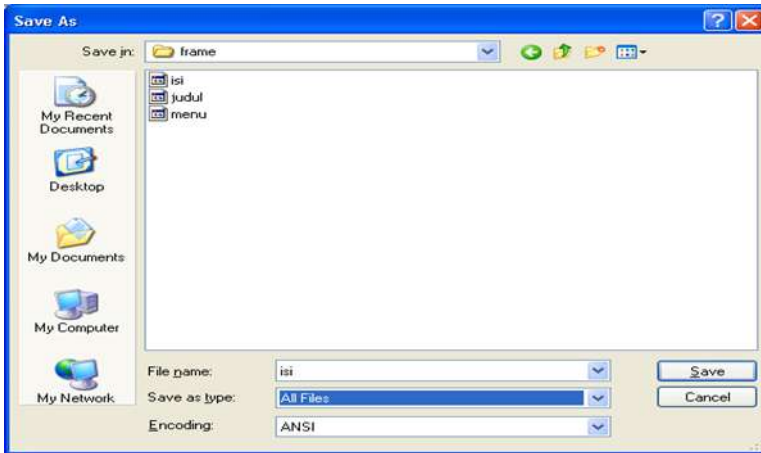 Save As
Save in:
frame
isi
judul
menu
My Recent
Documents
Desktop
My Documents
My Computer
My Network
File name:
isi
Save
Save as type:
All Files
Cancel
Encoding:
ANSI